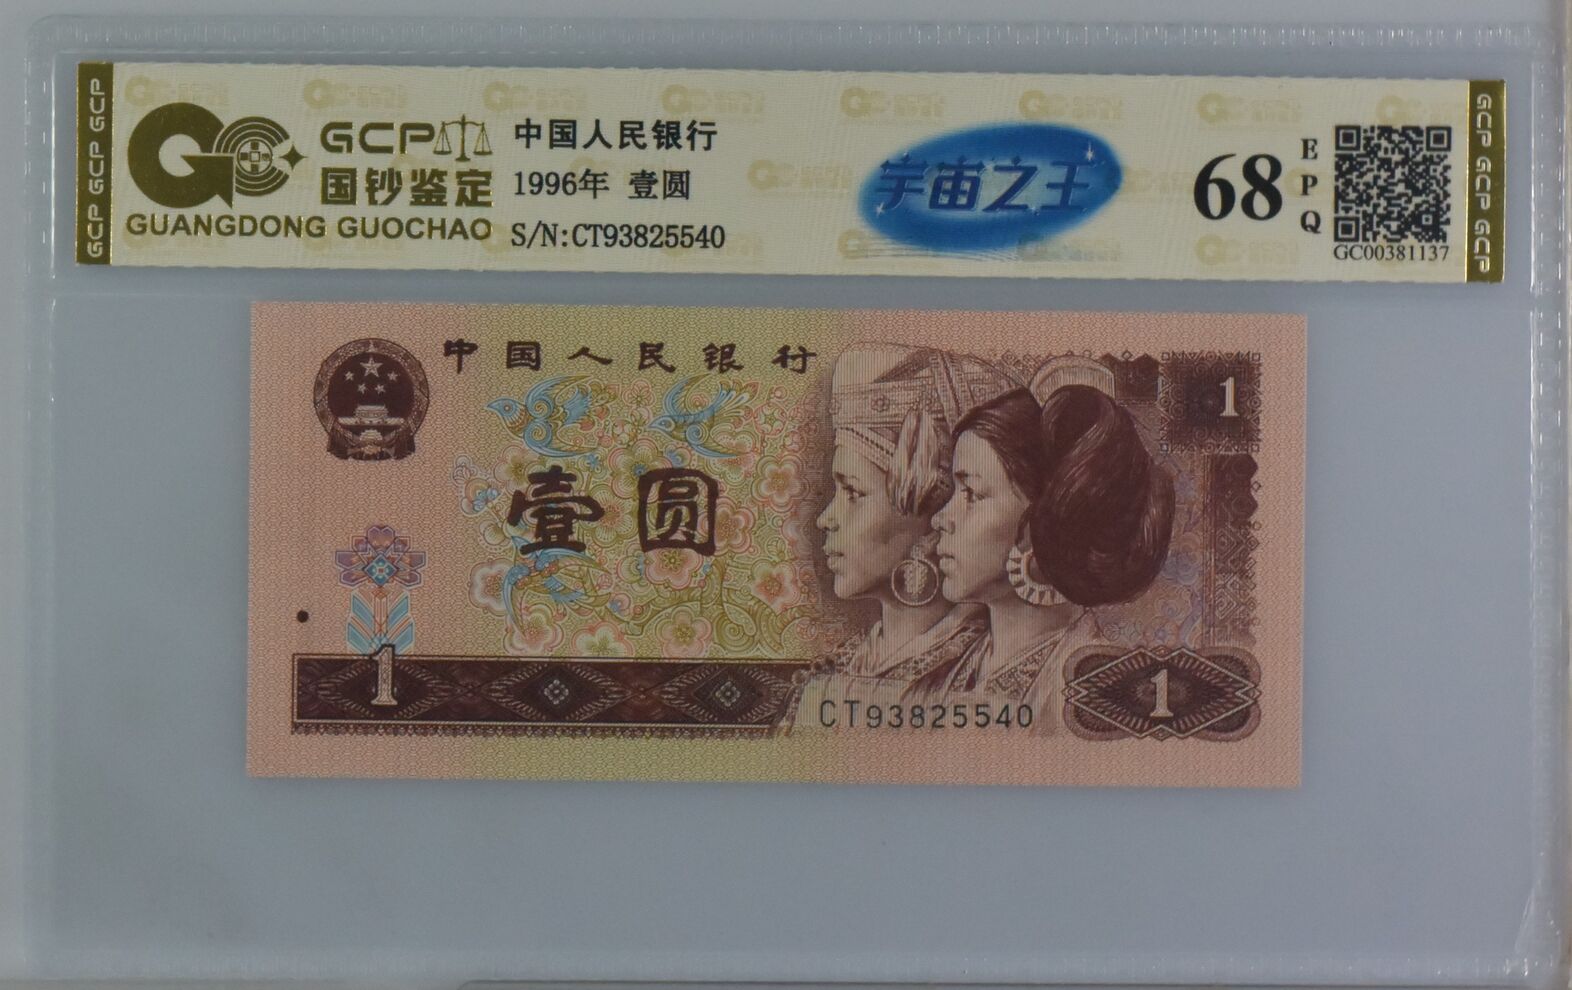 GCP GCP GCP
GCP
国钞鉴定
GUANGDONG GUOCHAO
中国人民银行
1996年 壹圆
S/N:CT93825540
宇宙之王
68
EPQ
GC00381137
GCP GCP GCP
中国人民银行
1
壹圆
1
CT93825540
1